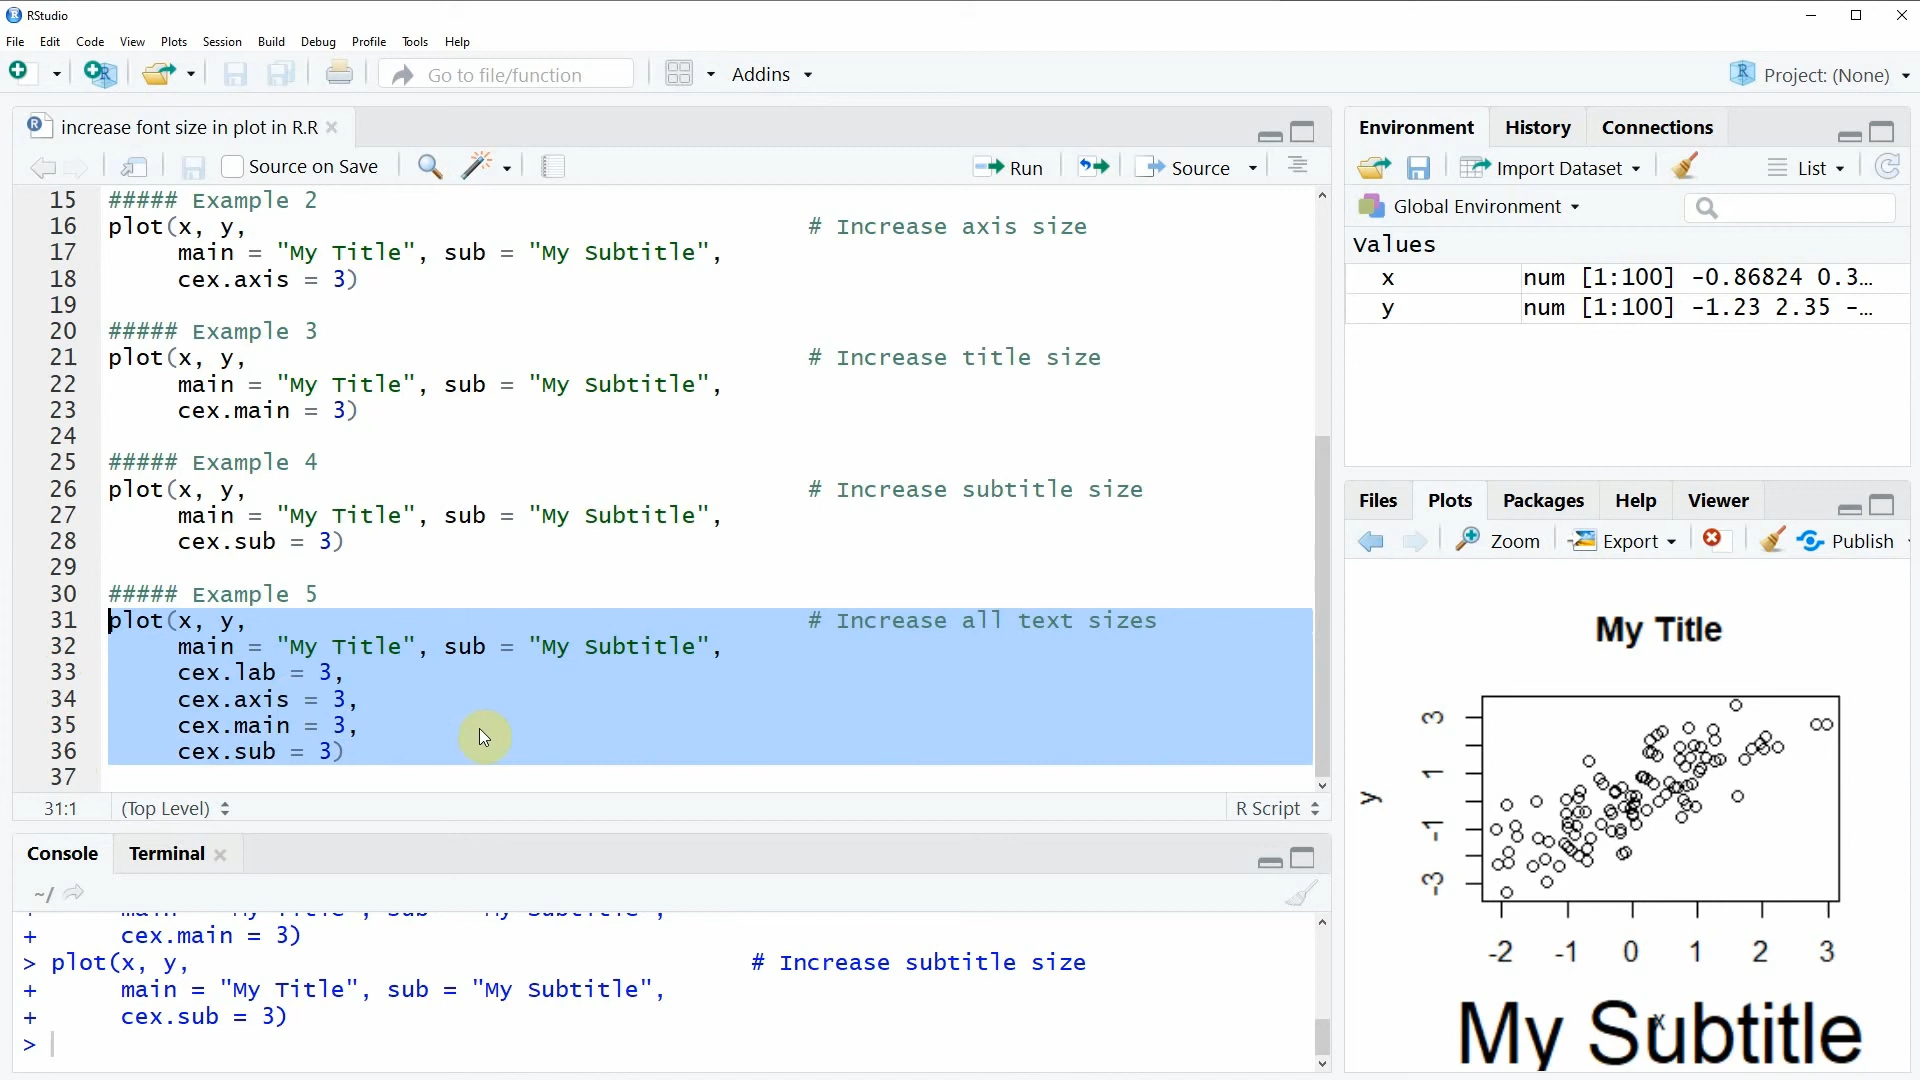 RStudio
File Edit Code View Plots Session Build Debug Profile Tools Help
Go to file/function Addins Project: (None)
increase font size in plot in R.R
Source on Save Run Source
15 ##### Example 2
16 plot(x, y, # Increase axis size
17 main = "My Title", sub = "My Subtitle",
18 cex.axis = 3)
19
20 ##### Example 3
21 plot(x, y, # Increase title size
22 main = "My Title", sub = "My Subtitle",
23 cex.main = 3)
24
25 ##### Example 4
26 plot(x, y, # Increase subtitle size
27 main = "My Title", sub = "My Subtitle",
28 cex.sub = 3)
29
30 ##### Example 5
31 plot(x, y, # Increase all text sizes
32 main = "My Title", sub = "My Subtitle",
33 cex.lab = 3,
34 cex.axis = 3,
35 cex.main = 3,
36 cex.sub = 3)
37
31:1 (Top Level) R Script
Console Terminal
~/
+ main = "My Title", sub = "My Subtitle",
+ cex.main = 3)
> plot(x, y, # Increase subtitle size
+ main = "My Title", sub = "My Subtitle",
+ cex.sub = 3)
>
Environment History Connections
Import Dataset List
Global Environment
Values
x num [1:100] -0.86824 0.3…
y num [1:100] -1.23 2.35 -…
Files Plots Packages Help Viewer
Zoom Export Publish
My Title
3
1
-1
-3
y
-2 -1 0 1 2 3
x
My Subtitle